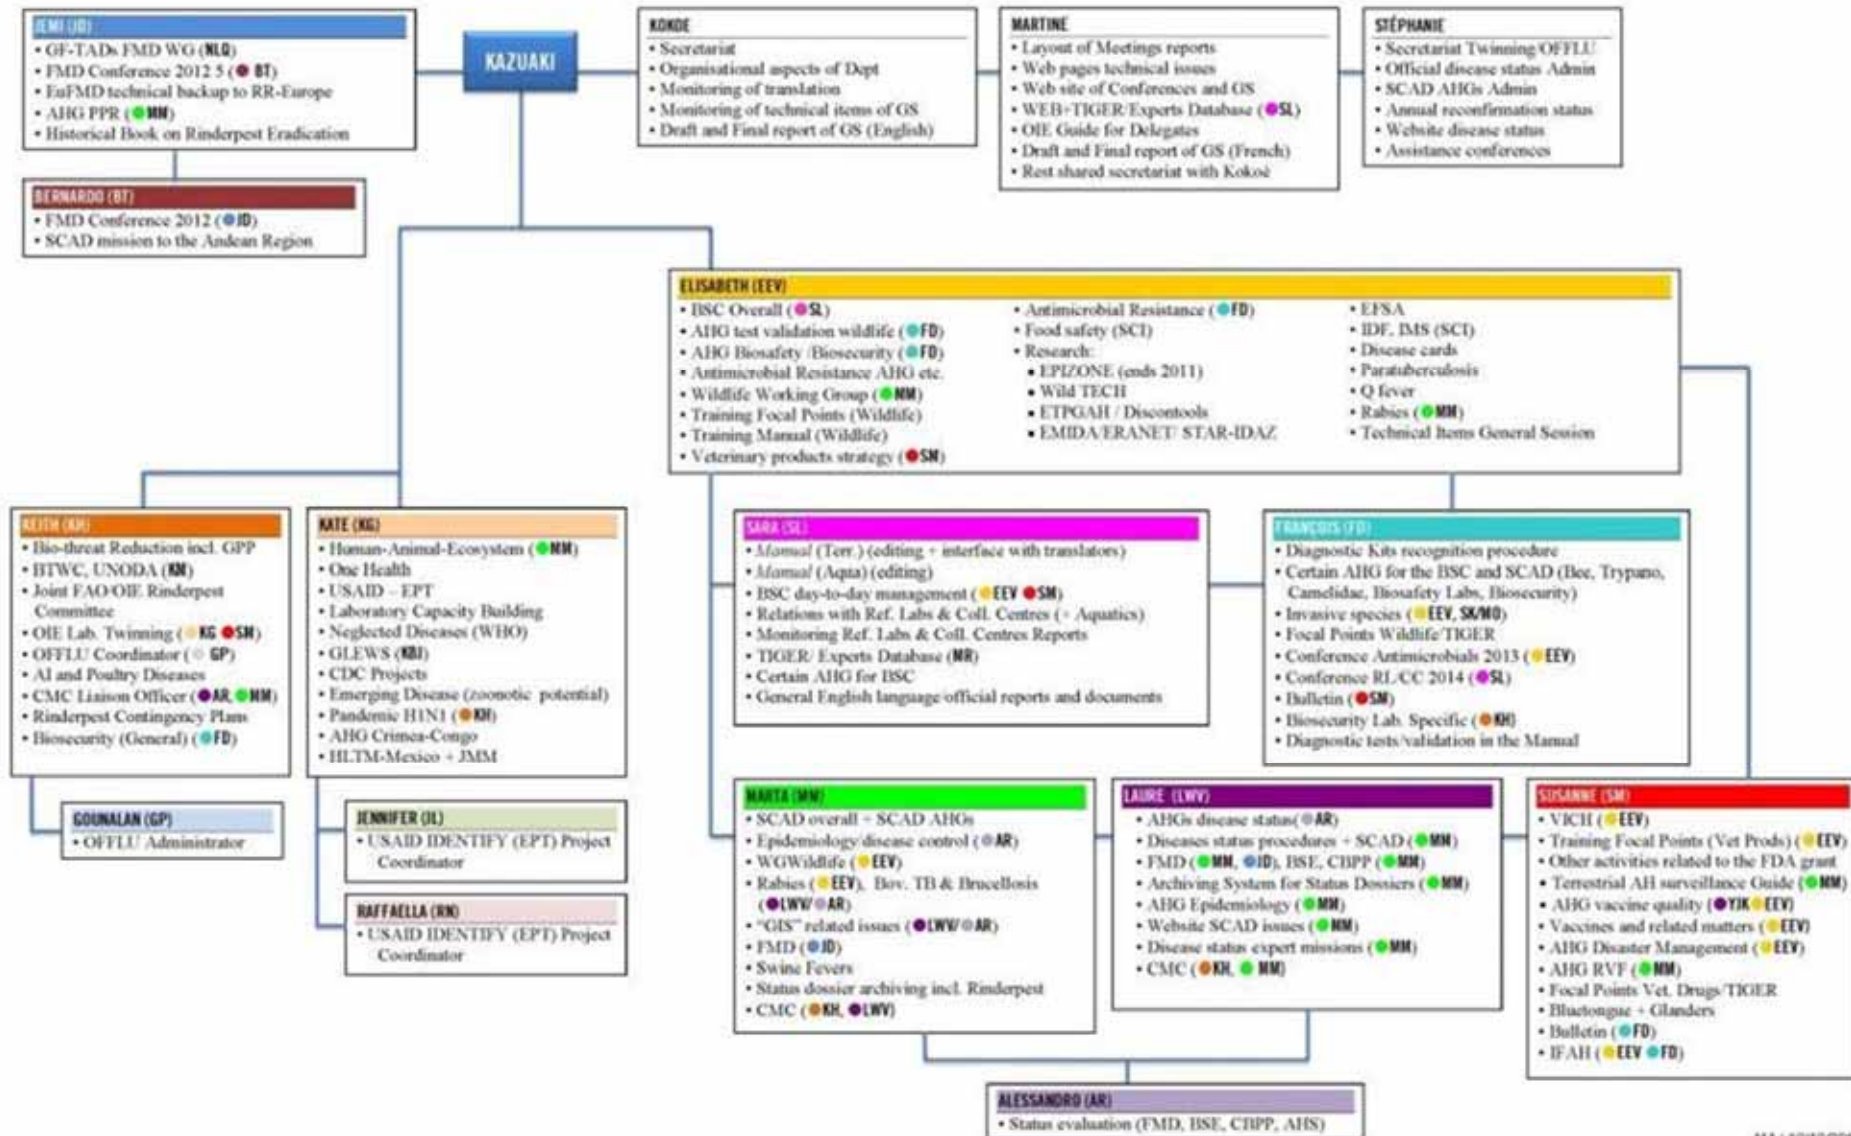 JEMI (JD)
• GF-TADs FMD WG (NLQ)
• FMD Conference 2012 5 (● BT)
• EuFMD technical backup to RR-Europe
• AHG PPR (●MM)
• Historical Book on Rinderpest Eradication
BERNARDO (BT)
• FMD Conference 2012 (●JD)
• SCAD mission to the Andean Region
KAZUAKI
KOKOE
• Secretariat
• Organisational aspects of Dept
• Monitoring of translation
• Monitoring of technical items of GS
• Draft and Final report of GS (English)
MARTINE
• Layout of Meetings reports
• Web pages technical issues
• Web site of Conferences and GS
• WEB+TIGER/Experts Database (●SL)
• OIE Guide for Delegates
• Draft and Final report of GS (French)
• Rest shared secretariat with Kokoè
STÉPHANIE
• Secretariat Twinning/OFFLU
• Official disease status Admin
• SCAD AHGs Admin
• Annual reconfirmation status
• Website disease status
• Assistance conferences
ELISABETH (EEV)
• BSC Overall (●SL)
• AHG test validation wildlife (●FD)
• AHG Biosafety /Biosecurity (●FD)
• Antimicrobial Resistance AHG etc.
• Wildlife Working Group (●MM)
• Training Focal Points (Wildlife)
• Training Manual (Wildlife)
• Veterinary products strategy (●SM)
• Antimicrobial Resistance (●FD)
• Food safety (SCI)
• Research:
• EPIZONE (ends 2011)
• Wild TECH
• ETPGAH / Discontools
• EMIDA/ERANET/ STAR-IDAZ
• EFSA
• IDF, IMS (SCI)
• Disease cards
• Paratuberculosis
• Q fever
• Rabies (●MM)
• Technical Items General Session
KEITH (KH)
• Bio-threat Reduction incl. GPP
• BTWC, UNODA (KM)
• Joint FAO/OIE Rinderpest
Committee
• OIE Lab. Twinning (●KG ●SM)
• OFFLU Coordinator (● GP)
• AI and Poultry Diseases
• CMC Liaison Officer (●AR, ●MM)
• Rinderpest Contingency Plans
• Biosecurity (General) (●FD)
KATE (KG)
• Human-Animal-Ecosystem (●MM)
• One Health
• USAID – EPT
• Laboratory Capacity Building
• Neglected Diseases (WHO)
• GLEWS (KBJ)
• CDC Projects
• Emerging Disease (zoonotic potential)
• Pandemic H1N1 (●KH)
• AHG Crimea-Congo
• HLTM-Mexico + JMM
SARA (SL)
• Manual (Terr.) (editing + interface with translators)
• Manual (Aqua) (editing)
• BSC day-to-day management (●EEV ●SM)
• Relations with Ref. Labs & Coll. Centres (+ Aquatics)
• Monitoring Ref. Labs & Coll. Centres Reports
• TIGER/ Experts Database (MR)
• Certain AHG for BSC
• General English language/official reports and documents
FRANÇOIS (FD)
• Diagnostic Kits recognition procedure
• Certain AHG for the BSC and SCAD (Bee, Trypano,
Camelidae, Biosafety Labs, Biosecurity)
• Invasive species (●EEV, SK/MO)
• Focal Points Wildlife/TIGER
• Conference Antimicrobials 2013 (●EEV)
• Conference RL/CC 2014 (●SL)
• Bulletin (●SM)
• Biosecurity Lab. Specific (●KH)
• Diagnostic tests/validation in the Manual
GOUNALAN (GP)
• OFFLU Administrator
JENNIFER (JL)
• USAID IDENTIFY (EPT) Project
Coordinator
RAFFAELLA (RN)
• USAID IDENTIFY (EPT) Project
Coordinator
MARTA (MM)
• SCAD overall + SCAD AHGs
• Epidemiology/disease control (●AR)
• WGWildlife (●EEV)
• Rabies (●EEV), Bov. TB & Brucellosis
(●LWV/●AR)
• "GIS" related issues (●LWV/●AR)
• FMD (●JD)
• Swine Fevers
• Status dossier archiving incl. Rinderpest
• CMC (●KH, ●LWV)
LAURE (LWV)
• AHGs disease status(●AR)
• Diseases status procedures + SCAD (●MM)
• FMD (●MM, ●JD), BSE, CBPP (●MM)
• Archiving System for Status Dossiers (●MM)
• AHG Epidemiology (●MM)
• Website SCAD issues (●MM)
• Disease status expert missions (●MM)
• CMC (●KH, ● MM)
SUSANNE (SM)
• VICH (●EEV)
• Training Focal Points (Vet Prods) (●EEV)
• Other activities related to the FDA grant
• Terrestrial AH surveillance Guide (●MM)
• AHG vaccine quality (●YJK●EEV)
• Vaccines and related matters (●EEV)
• AHG Disaster Management (●EEV)
• AHG RVF (●MM)
• Focal Points Vet. Drugs/TIGER
• Bluetongue + Glanders
• Bulletin (●FD)
• IFAH (●EEV ●FD)
ALESSANDRO (AR)
• Status evaluation (FMD, BSE, CBPP, AHS)